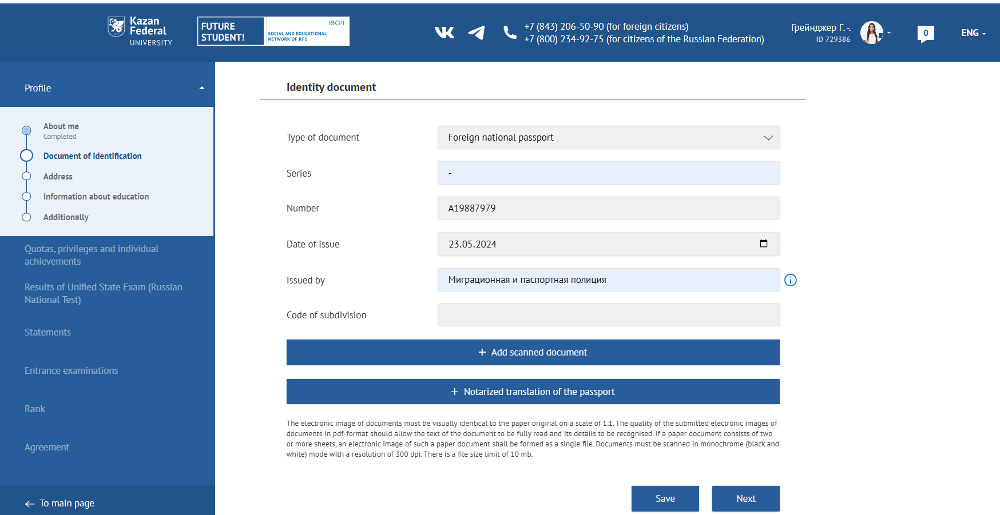 Kazan
Federal
UNIVERSITY
FUTURE
STUDENT!
1804
SOCIAL AND EDUCATIONAL
NETWORK OF KFU
+7 (843) 206-50-90 (for foreign citizens)
+7 (800) 234-92-75 (for citizens of the Russian Federation)
Грейнджер Г. -.
ID 729386
0
ENG
Profile
About me
Completed
Document of identification
Address
Information about education
Additionally
Quotas, privileges and individual
achievements
Results of Unified State Exam (Russian
National Test)
Statements
Entrance examinations
Rank
Agreement
To main page
Identity document
Type of document
Foreign national passport
Series
-
Number
A19887979
Date of issue
23.05.2024
Issued by
Миграционная и паспортная полиция
Code of subdivision
+ Add scanned document
+ Notarized translation of the passport
The electronic image of documents must be visually identical to the paper original on a scale of 1:1. The quality of the submitted electronic images of
documents in pdf-format should allow the text of the document to be fully read and its details to be recognised. If a paper document consists of two
or more sheets, an electronic image of such a paper document shall be formed as a single file. Documents must be scanned in monochrome (black and
white) mode with a resolution of 300 dpi. There is a file size limit of 10 mb.
Save
Next